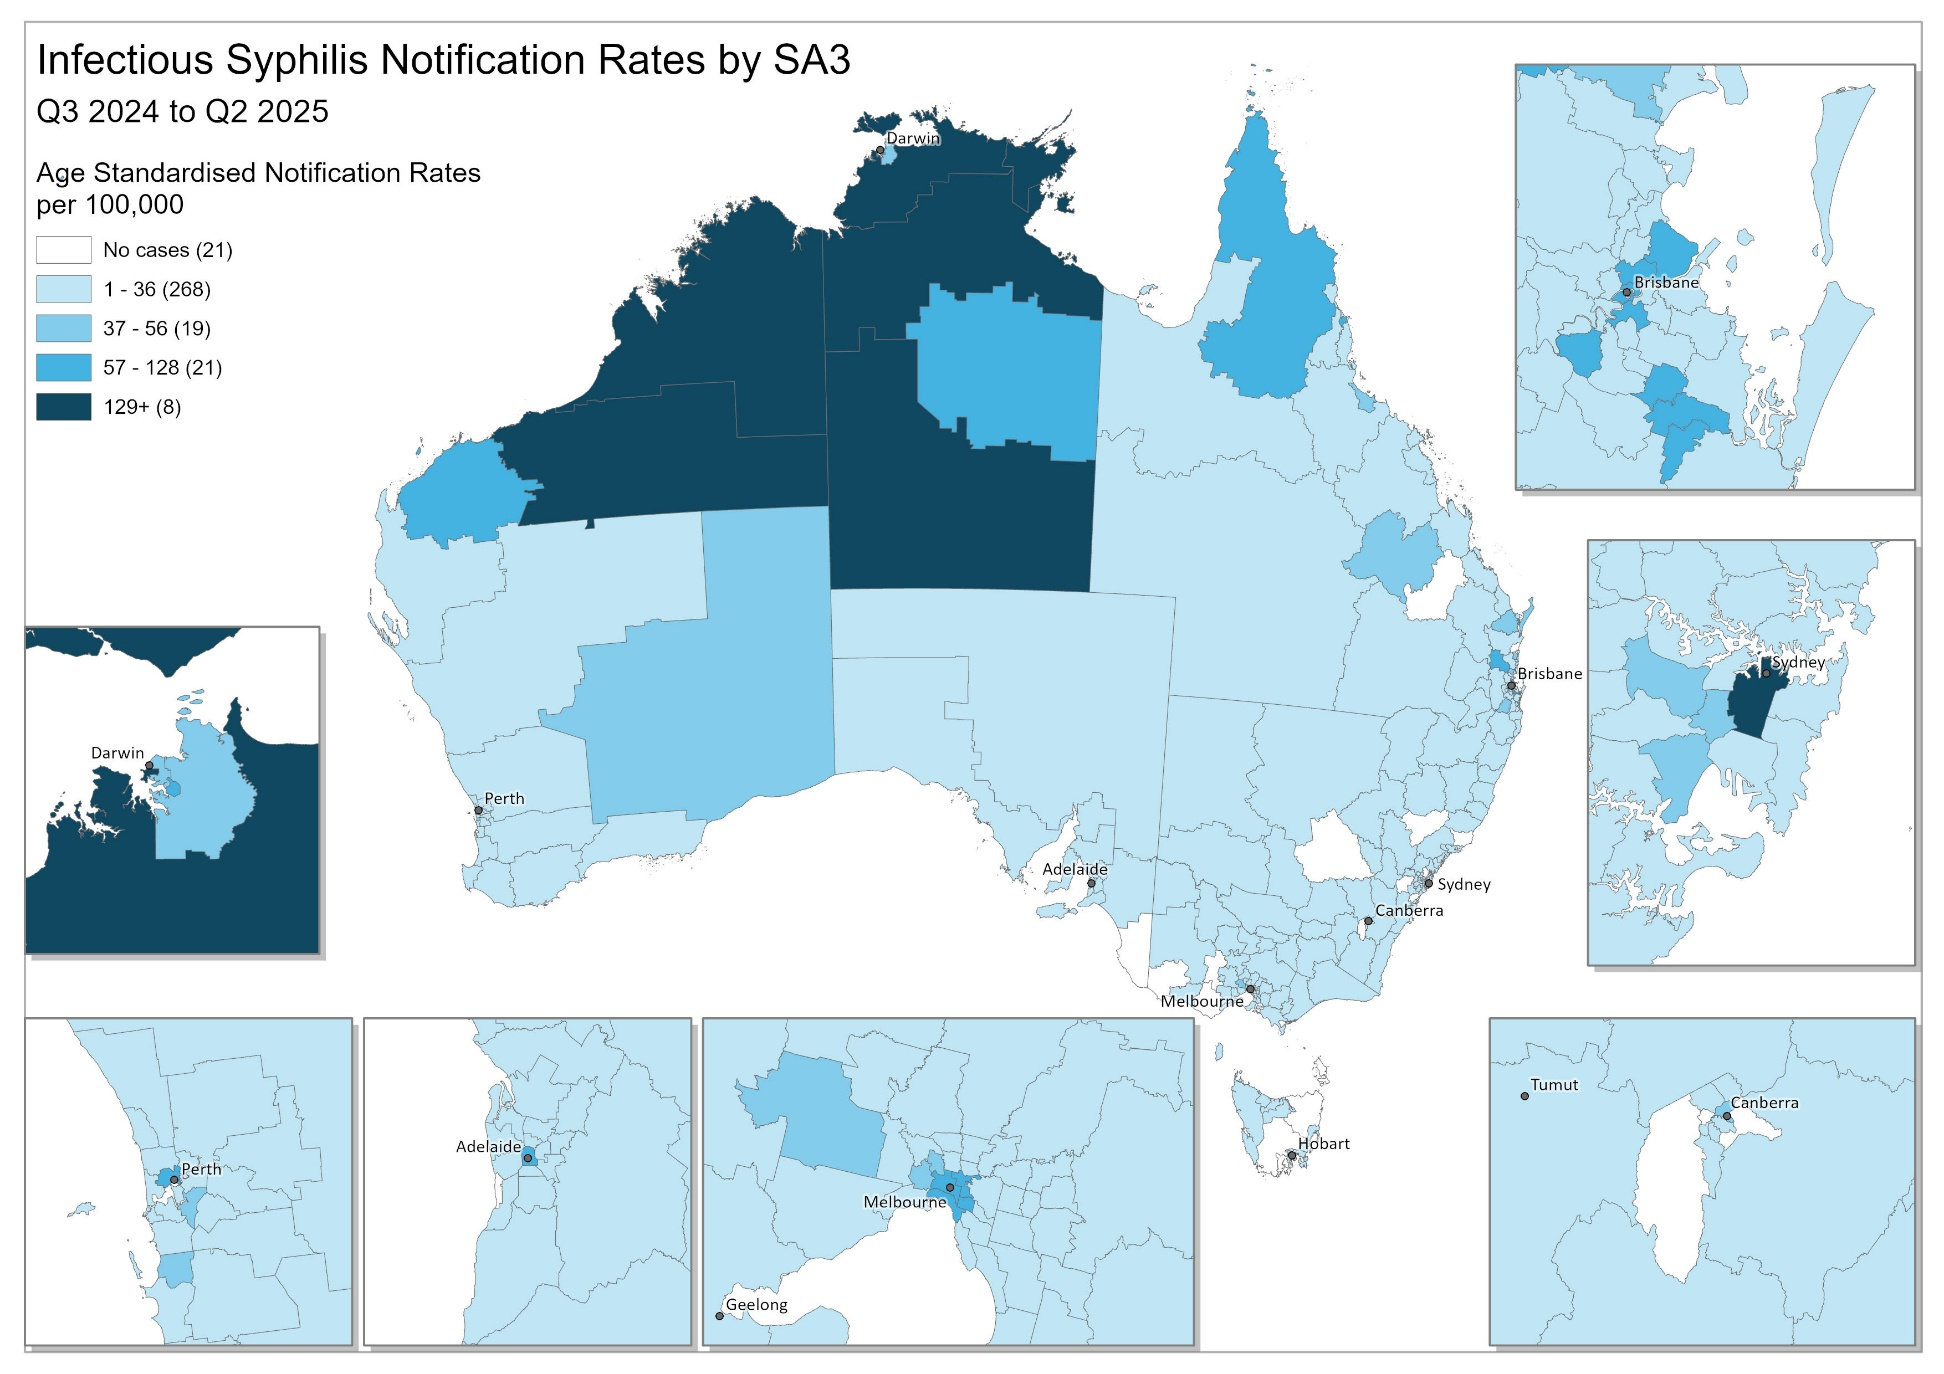 Infectious Syphilis Notification Rates by SA3
Q3 2024 to Q2 2025
Age Standardised Notification Rates
per 100,000
No cases (21)
1 - 36 (268)
37 - 56 (19)
57 - 128 (21)
129+ (8)
Darwin
Brisbane
Perth
Adelaide
Sydney
Canberra
Melbourne
Hobart
Brisbane
Sydney
Darwin
Perth
Adelaide
Melbourne
Geelong
Tumut
Canberra